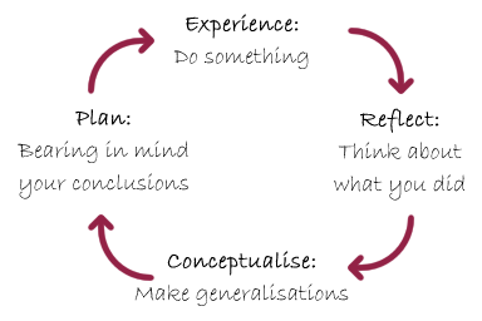 Experience:
Do something
Reflect:
Think about
what you did
Conceptualise:
Make generalisations
Plan:
Bearing in mind
your conclusions